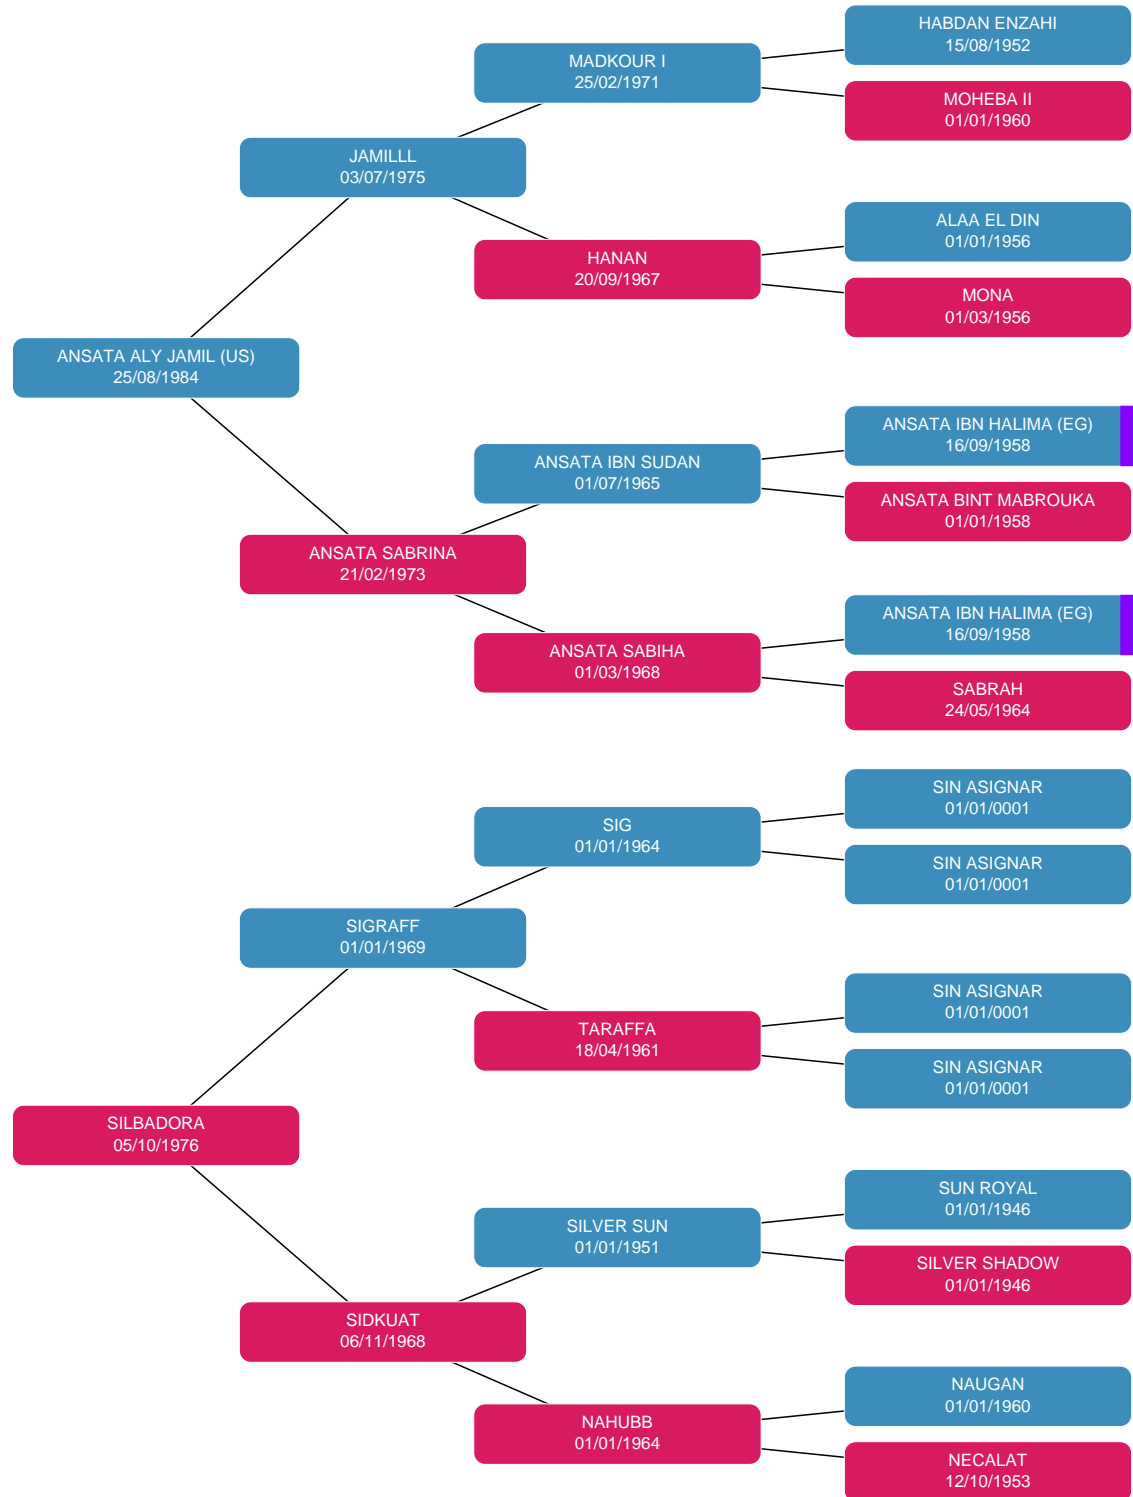 HABDAN ENZAHI
15/08/1952
MADKOUR I
25/02/1971
MOHEBA II
01/01/1960
JAMILLL
03/07/1975
ALAA EL DIN
01/01/1956
HANAN
20/09/1967
MONA
01/03/1956
ANSATA ALY JAMIL (US)
25/08/1984
ANSATA IBN HALIMA (EG)
16/09/1958
ANSATA IBN SUDAN
01/07/1965
ANSATA BINT MABROUKA
01/01/1958
ANSATA SABRINA
21/02/1973
ANSATA IBN HALIMA (EG)
16/09/1958
ANSATA SABIHA
01/03/1968
SABRAH
24/05/1964
SIN ASIGNAR
01/01/0001
SIG
01/01/1964
SIN ASIGNAR
01/01/0001
SIGRAFF
01/01/1969
SIN ASIGNAR
01/01/0001
TARAFFA
18/04/1961
SIN ASIGNAR
01/01/0001
SILBADORA
05/10/1976
SUN ROYAL
01/01/1946
SILVER SUN
01/01/1951
SILVER SHADOW
01/01/1946
SIDKUAT
06/11/1968
NAUGAN
01/01/1960
NAHUBB
01/01/1964
NECALAT
12/10/1953